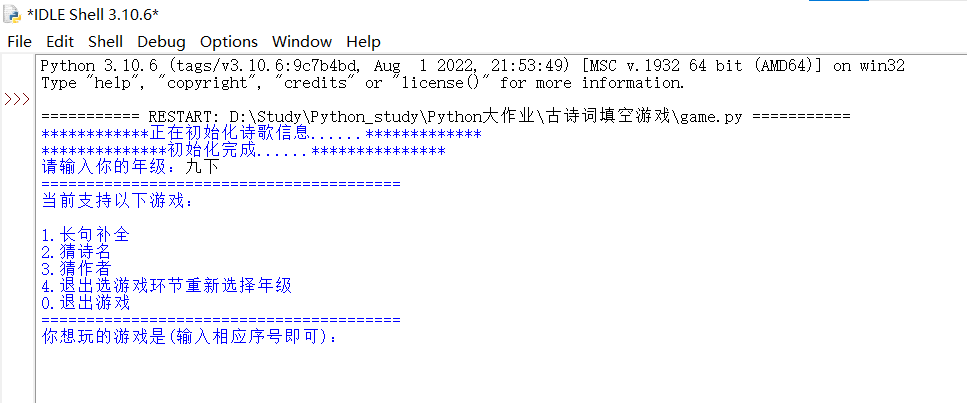 *IDLE Shell 3.10.6*
File Edit Shell Debug Options Window Help
Python 3.10.6 (tags/v3.10.6:9c7b4bd, Aug  1 2022, 21:53:49) [MSC v.1932 64 bit (AMD64)] on win32
Type "help", "copyright", "credits" or "license()" for more information.
>>>
=========== RESTART: D:\Study\Python_study\Python大作业\古诗词填空游戏\game.py ===========
************正在初始化诗歌信息......*************
**************初始化完成......***************
请输入你的年级：九下
========================================
当前支持以下游戏：
1.长句补全
2.猜诗名
3.猜作者
4.退出选游戏环节重新选择年级
0.退出游戏
========================================
你想玩的游戏是(输入相应序号即可)：